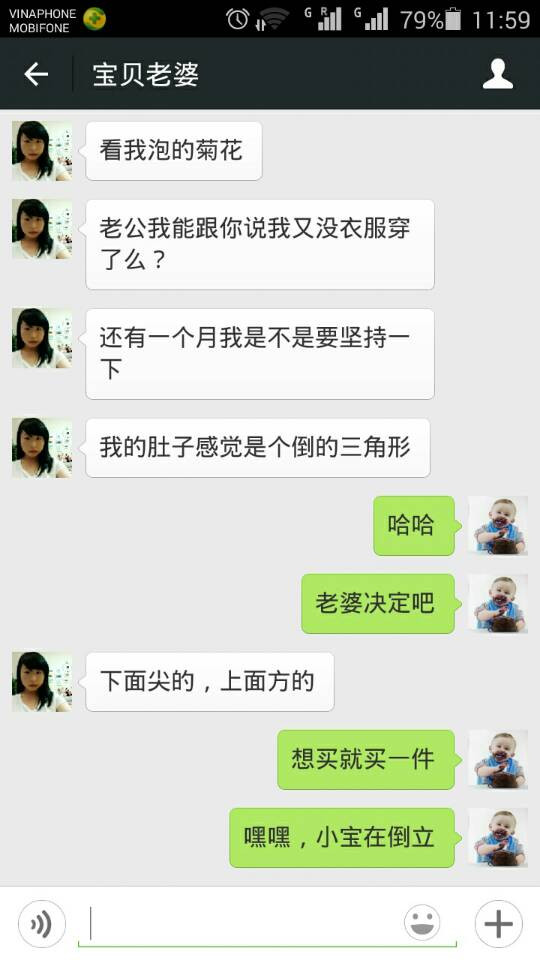 VINAPHONE
MOBIFONE
G R G 79% 11:59
宝贝老婆
看我泡的菊花
老公我能跟你说我又没衣服穿
了么？
还有一个月我是不是要坚持一
下
我的肚子感觉是个倒的三角形
哈哈
老婆决定吧
下面尖的，上面方的
想买就买一件
嘿嘿，小宝在倒立